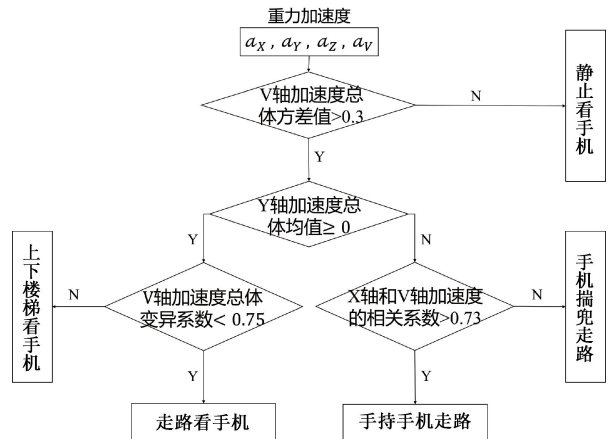 重力加速度
a_X , a_Y , a_Z , a_V
V轴加速度总
体方差值>0.3
N
静止看手机
Y
Y轴加速度总
体均值≥ 0
Y
N
上下楼梯看手机
N
V轴加速度总体
变异系数< 0.75
X轴和V轴加速度
的相关系数>0.73
N
手机揣兜走路
Y
Y
走路看手机
手持手机走路